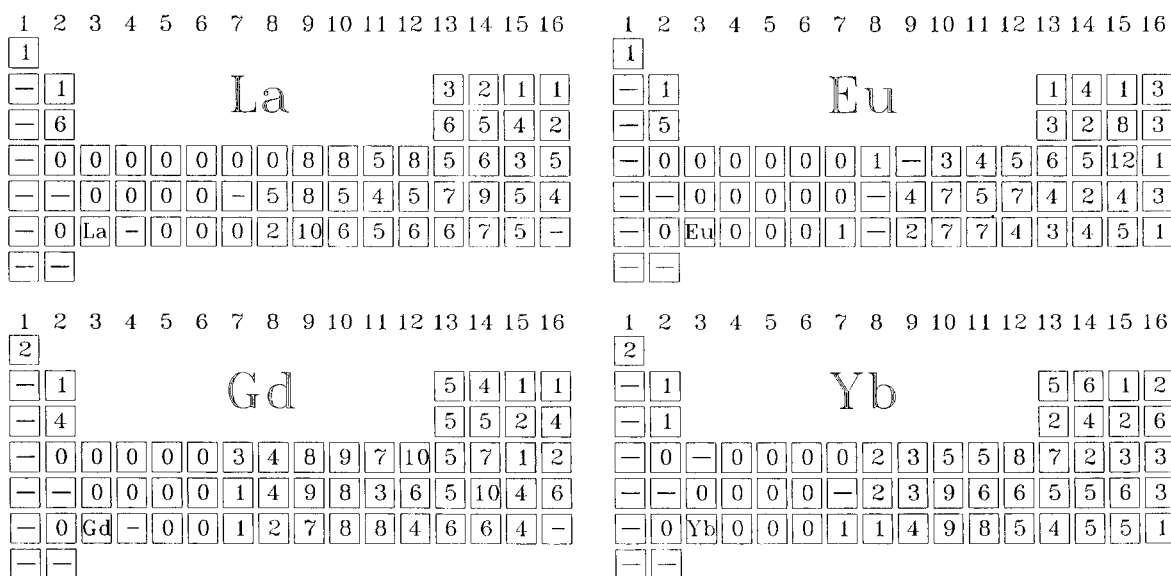 1 2 3 4 5 6 7 8 9 10 11 12 13 14 15 16
1
La
– 1 3 2 1 1
– 6 6 5 4 2
– 0 0 0 0 0 0 0 8 8 5 8 5 6 3 5
– – 0 0 0 0 – 5 8 5 4 5 7 9 5 4
– 0 La – 0 0 0 2 10 6 5 6 6 7 5 –
– –
1 2 3 4 5 6 7 8 9 10 11 12 13 14 15 16
1
Eu
– 1 1 4 1 3
– 5 3 2 8 3
– 0 0 0 0 0 0 1 – 3 4 5 6 5 12 1
– – 0 0 0 0 0 – 4 7 5 7 4 2 4 3
– 0 Eu 0 0 0 1 – 2 7 7 4 3 4 5 1
– –
1 2 3 4 5 6 7 8 9 10 11 12 13 14 15 16
2
Gd
– 1 5 4 1 1
– 4 5 5 2 4
– 0 0 0 0 0 3 4 8 9 7 10 5 7 1 2
– – 0 0 0 0 1 4 9 8 3 6 5 10 4 6
– 0 Gd – 0 0 1 2 7 8 8 4 6 6 4 –
– –
1 2 3 4 5 6 7 8 9 10 11 12 13 14 15 16
2
Yb
– 1 5 6 1 2
– 1 2 4 2 6
– 0 – 0 0 0 0 2 3 5 5 8 7 2 3 3
– – 0 0 0 0 – 2 3 9 6 6 5 5 6 3
– 0 Yb 0 0 0 1 1 4 9 8 5 4 5 5 1
– –